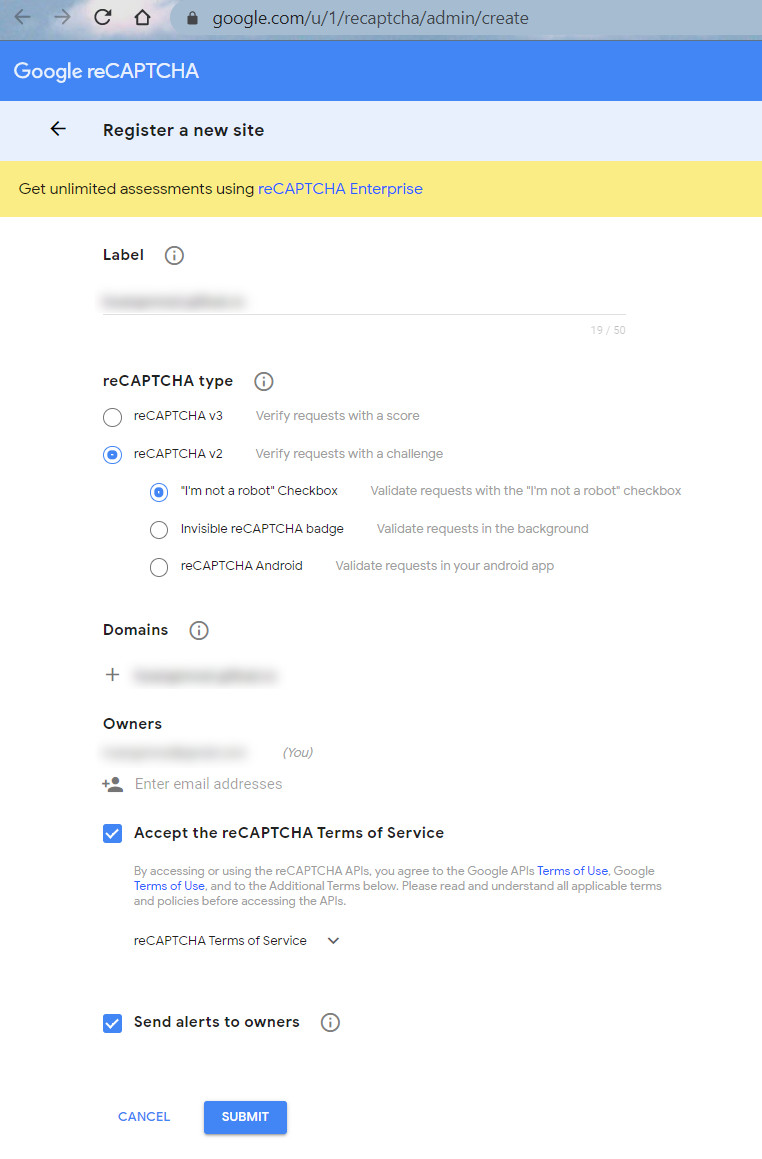 google.com/u/1/recaptcha/admin/create
Google reCAPTCHA
Register a new site
Get unlimited assessments using reCAPTCHA Enterprise
Label
19 / 50
reCAPTCHA type
reCAPTCHA v3 Verify requests with a score
reCAPTCHA v2 Verify requests with a challenge
"I'm not a robot" Checkbox Validate requests with the "I'm not a robot" checkbox
Invisible reCAPTCHA badge Validate requests in the background
reCAPTCHA Android Validate requests in your android app
Domains
Owners
(You)
Enter email addresses
Accept the reCAPTCHA Terms of Service
By accessing or using the reCAPTCHA APIs, you agree to the Google APIs Terms of Use, Google
Terms of Use, and to the Additional Terms below. Please read and understand all applicable terms
and policies before accessing the APIs.
reCAPTCHA Terms of Service
Send alerts to owners
CANCEL SUBMIT